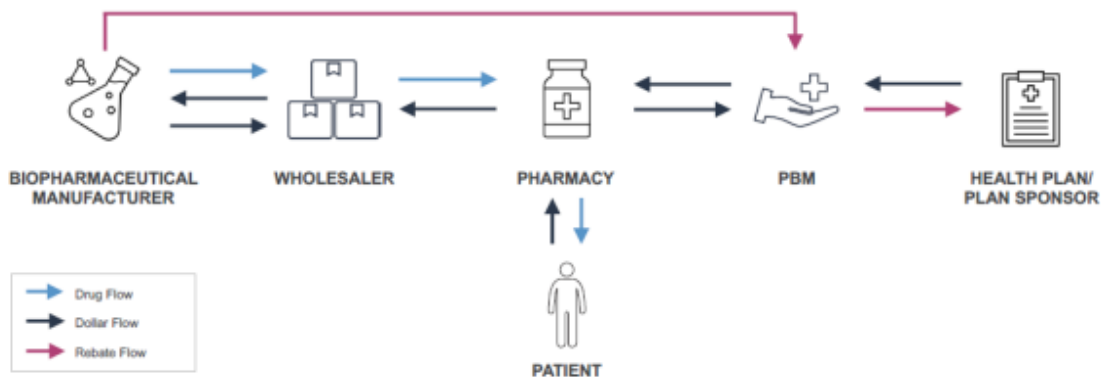 BIOPHARMACEUTICAL
MANUFACTURER
WHOLESALER
PHARMACY
PBM
HEALTH PLAN/
PLAN SPONSOR
Drug Flow
Dollar Flow
Rebate Flow
PATIENT